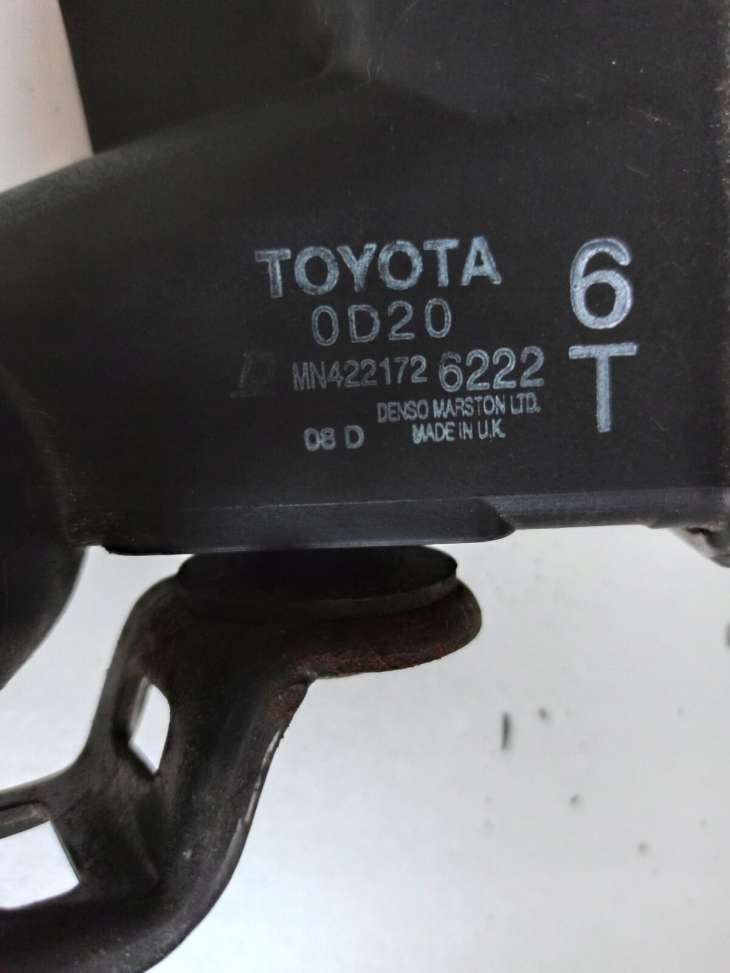 TOYOTA
0D20
MN422172 6222
DENSO MARSTON LTD.
08 D MADE IN U.K.
6
T